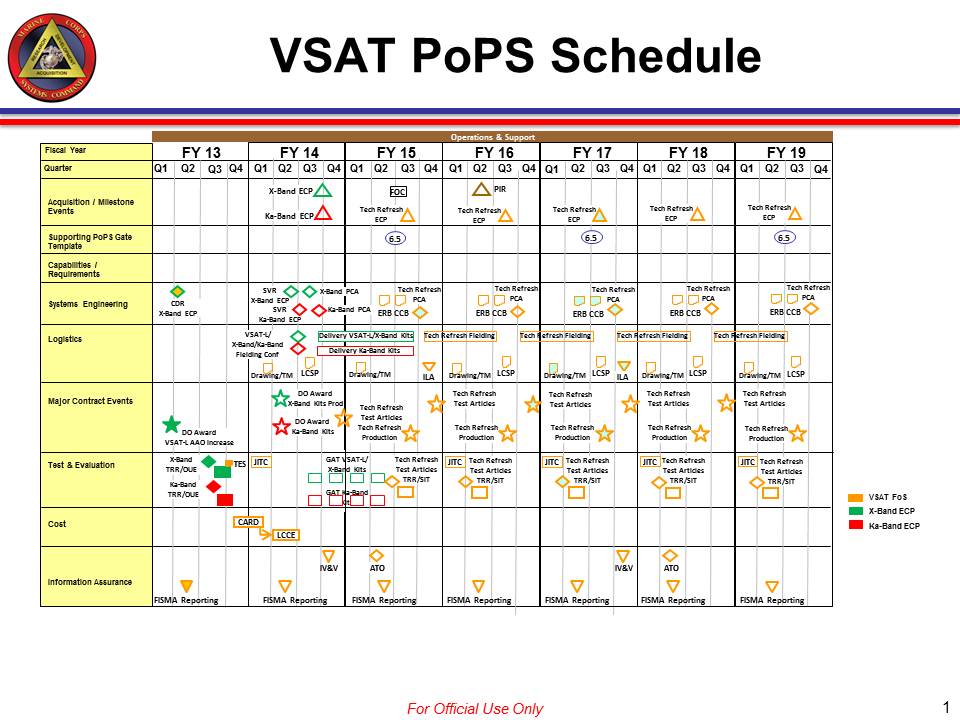 VSAT PoPS Schedule
Operations & Support
Fiscal Year FY 13 FY 14 FY 15 FY 16 FY 17 FY 18 FY 19
Quarter Q1 Q2 Q3 Q4 Q1 Q2 Q3 Q4 Q1 Q2 Q3 Q4 Q1 Q2 Q3 Q4 Q1 Q2 Q3 Q4 Q1 Q2 Q3 Q4 Q1 Q2 Q3 Q4
Acquisition / Milestone
Events
X-Band ECP
FOC
PIR
Ka-Band ECP
Tech Refresh
ECP
Tech Refresh
ECP
Tech Refresh
ECP
Tech Refresh
ECP
Tech Refresh
ECP
Supporting PoPS Gate
Template
6.5
6.5
6.5
Capabilities /
Requirements
Systems Engineering
CDR
X-Band ECP
SVR
X-Band ECP
X-Band PCA
SVR
Ka-Band ECP
Ka-Band PCA
Tech Refresh
PCA
ERB CCB
Tech Refresh
PCA
ERB CCB
Tech Refresh
PCA
ERB CCB
Tech Refresh
PCA
ERB CCB
Tech Refresh
PCA
ERB CCB
Logistics
VSAT-L/
X-Band/Ka-Band
Fielding Conf
Delivery VSAT-L/X-Band Kits
Delivery Ka-Band Kits
Tech Refresh Fielding
Tech Refresh Fielding
Tech Refresh Fielding
Tech Refresh Fielding
Drawing/TM LCSP
Drawing/TM
ILA
Drawing/TM LCSP
Drawing/TM LCSP
ILA
Drawing/TM LCSP
Drawing/TM LCSP
Major Contract Events
DO Award
VSAT-L AAO increase
DO Award
X-Band Kits Prod
DO Award
Ka-Band Kits
Tech Refresh
Test Articles
Tech Refresh
Production
Tech Refresh
Test Articles
Tech Refresh
Production
Tech Refresh
Test Articles
Tech Refresh
Production
Tech Refresh
Test Articles
Tech Refresh
Production
Tech Refresh
Test Articles
Tech Refresh
Production
Test & Evaluation
X-Band
TRR/OUE
TES
Ka-Band
TRR/OUE
JITC
GAT VSAT-L/
X-Band Kits
GAT Ka-Band
Kits
Tech Refresh
Test Articles
TRR/SIT
JITC
Tech Refresh
Test Articles
TRR/SIT
JITC
Tech Refresh
Test Articles
TRR/SIT
JITC
Tech Refresh
Test Articles
TRR/SIT
JITC
Tech Refresh
Test Articles
TRR/SIT
VSAT FoS
X-Band ECP
Ka-Band ECP
Cost
CARD
LCCE
Information Assurance
IV&V
ATO
IV&V
ATO
FISMA Reporting
FISMA Reporting
FISMA Reporting
FISMA Reporting
FISMA Reporting
FISMA Reporting
FISMA Reporting
For Official Use Only
1